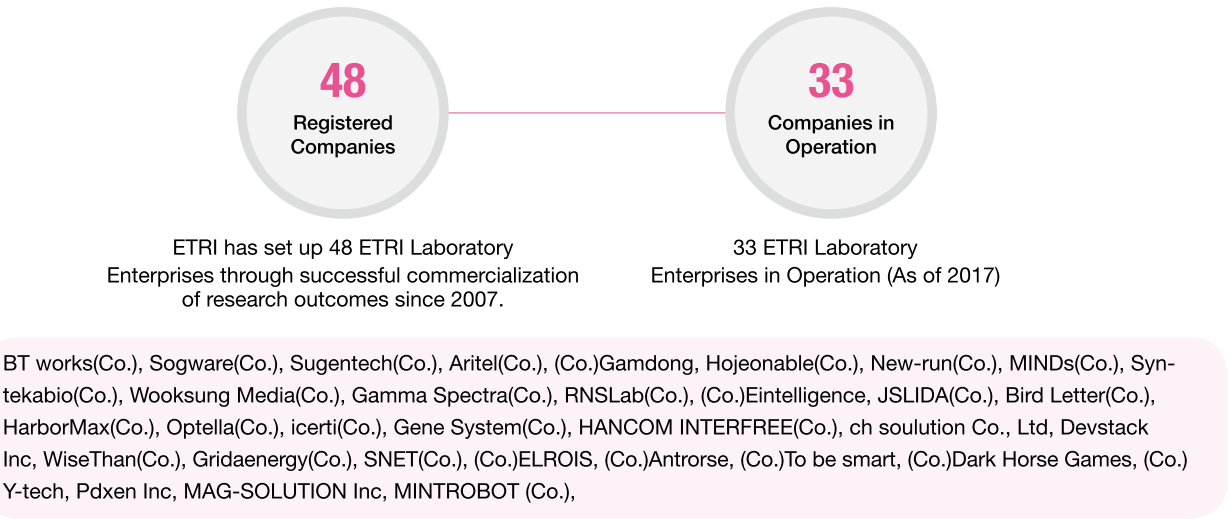 48
Registered
Companies
33
Companies in
Operation
ETRI has set up 48 ETRI Laboratory
Enterprises through successful commercialization
of research outcomes since 2007.
33 ETRI Laboratory
Enterprises in Operation (As of 2017)
BT works(Co.), Sogware(Co.), Sugentech(Co.), Aritel(Co.), (Co.)Gamdong, Hojeonable(Co.), New-run(Co.), MINDs(Co.), Syn-
tekabio(Co.), Wooksung Media(Co.), Gamma Spectra(Co.), RNSLab(Co.), (Co.)Eintelligence, JSLIDA(Co.), Bird Letter(Co.),
HarborMax(Co.), Optella(Co.), icerti(Co.), Gene System(Co.), HANCOM INTERFREE(Co.), ch soulution Co., Ltd, Devstack
Inc, WiseThan(Co.), Gridaenergy(Co.), SNET(Co.), (Co.)ELROIS, (Co.)Antrorse, (Co.)To be smart, (Co.)Dark Horse Games, (Co.)
Y-tech, Pdxen Inc, MAG-SOLUTION Inc, MINTROBOT (Co.),